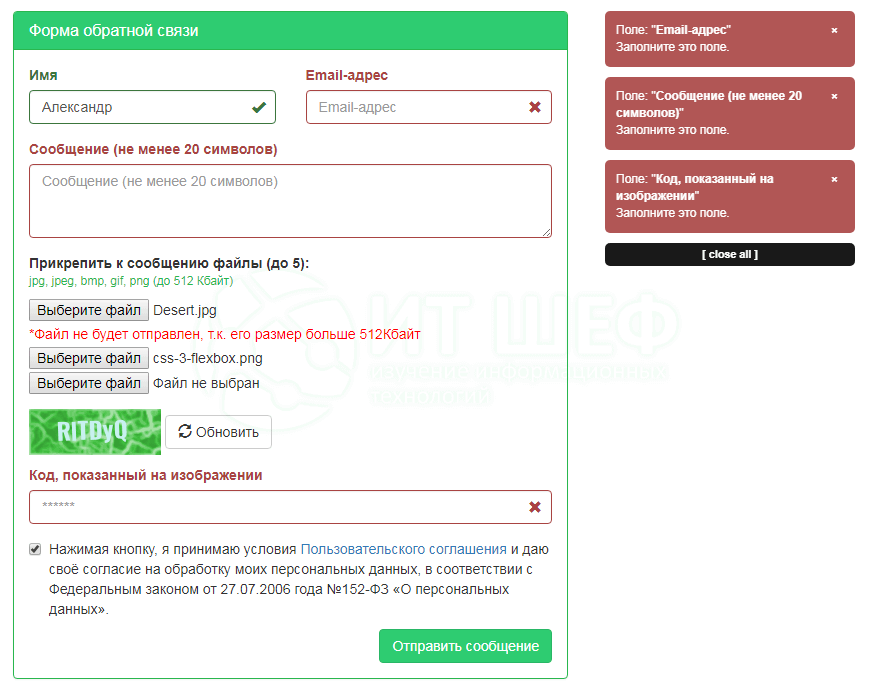 Форма обратной связи
Имя
Email-адрес
Александр
Email-адрес
Сообщение (не менее 20 символов)
Сообщение (не менее 20 символов)
Прикрепить к сообщению файлы (до 5):
jpg, jpeg, bmp, gif, png (до 512 Кбайт)
Выберите файл Desert.jpg
*Файл не будет отправлен, т.к. его размер больше 512Кбайт
Выберите файл css-3-flexbox.png
Выберите файл Файл не выбран
RITDyQ Обновить
Код, показанный на изображении
******
Нажимая кнопку, я принимаю условия Пользовательского соглашения и даю
своё согласие на обработку моих персональных данных, в соответствии с
Федеральным законом от 27.07.2006 года №152-ФЗ «О персональных
данных».
Отправить сообщение
Поле: "Email-адрес" ×
Заполните это поле.
Поле: "Сообщение (не менее 20 ×
символов)"
Заполните это поле.
Поле: "Код, показанный на ×
изображении"
Заполните это поле.
[ close all ]
ИТ ШЕФ
изучение информационных
технологий